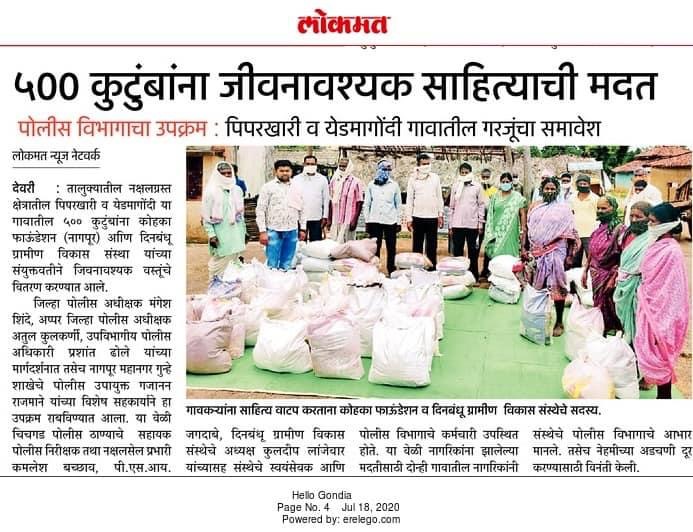 लोकमत
५०० कुटुंबांना जीवनावश्यक साहित्याची मदत
पोलीस विभागाचा उपक्रम : पिपरखारी व येडमागोंदी गावातील गरजूंचा समावेश
लोकमत न्यूज नेटवर्क
देवरी : तालुक्यातील नक्षलग्रस्त
क्षेत्रातील पिपरखारी व येडमागोंदी या
गावातील ५०० कुटुंबांना कोहका
फाऊंडेशन (नागपूर) आणि दिनबंधू
ग्रामीण विकास संस्था यांच्या
संयुक्तवतीने जिवनावश्यक वस्तूंचे
वितरण करण्यात आले.
जिल्हा पोलीस अधीक्षक मंगेश
शिंदे, अप्पर जिल्हा पोलीस अधीक्षक
अतुल कुलकर्णी, उपविभागीय पोलीस
अधिकारी प्रशांत ढोले यांच्या
मार्गदर्शनात तसेच नागपूर महानगर गुन्हे
शाखेचे पोलीस उपायुक्त गजानन
राजमाने यांच्या विशेष सहकार्याने हा
उपक्रम राबविण्यात आला. या वेळी
चिचगड पोलीस ठाण्याचे सहायक
पोलीस निरीक्षक तथा नक्षलसेल प्रभारी
कमलेश बच्छाव, पी.एस.आय.
गावकऱ्यांना साहित्य वाटप करताना कोहका फाऊंडेशन व दिनबंधू ग्रामीण विकास संस्थेचे सदस्य.
जगदाबे, दिनबंधू ग्रामीण विकास
संस्थेचे अध्यक्ष कुलदीप लांजेवार
यांच्यासह संस्थेचे स्वयंसेवक आणि
पोलीस विभागाचे कर्मचारी उपस्थित
होते. या वेळी नागरिकांना झालेल्या
मदतीसाठी दोन्ही गावातील नागरिकांनी
संस्थेचे पोलीस विभागाचे आभार
मानले. तसेच नेहमीच्या अडचणी दूर
करण्यासाठी विनंती केली.
Hello Gondia
Page No. 4 Jul 18, 2020
Powered by: erelego.com